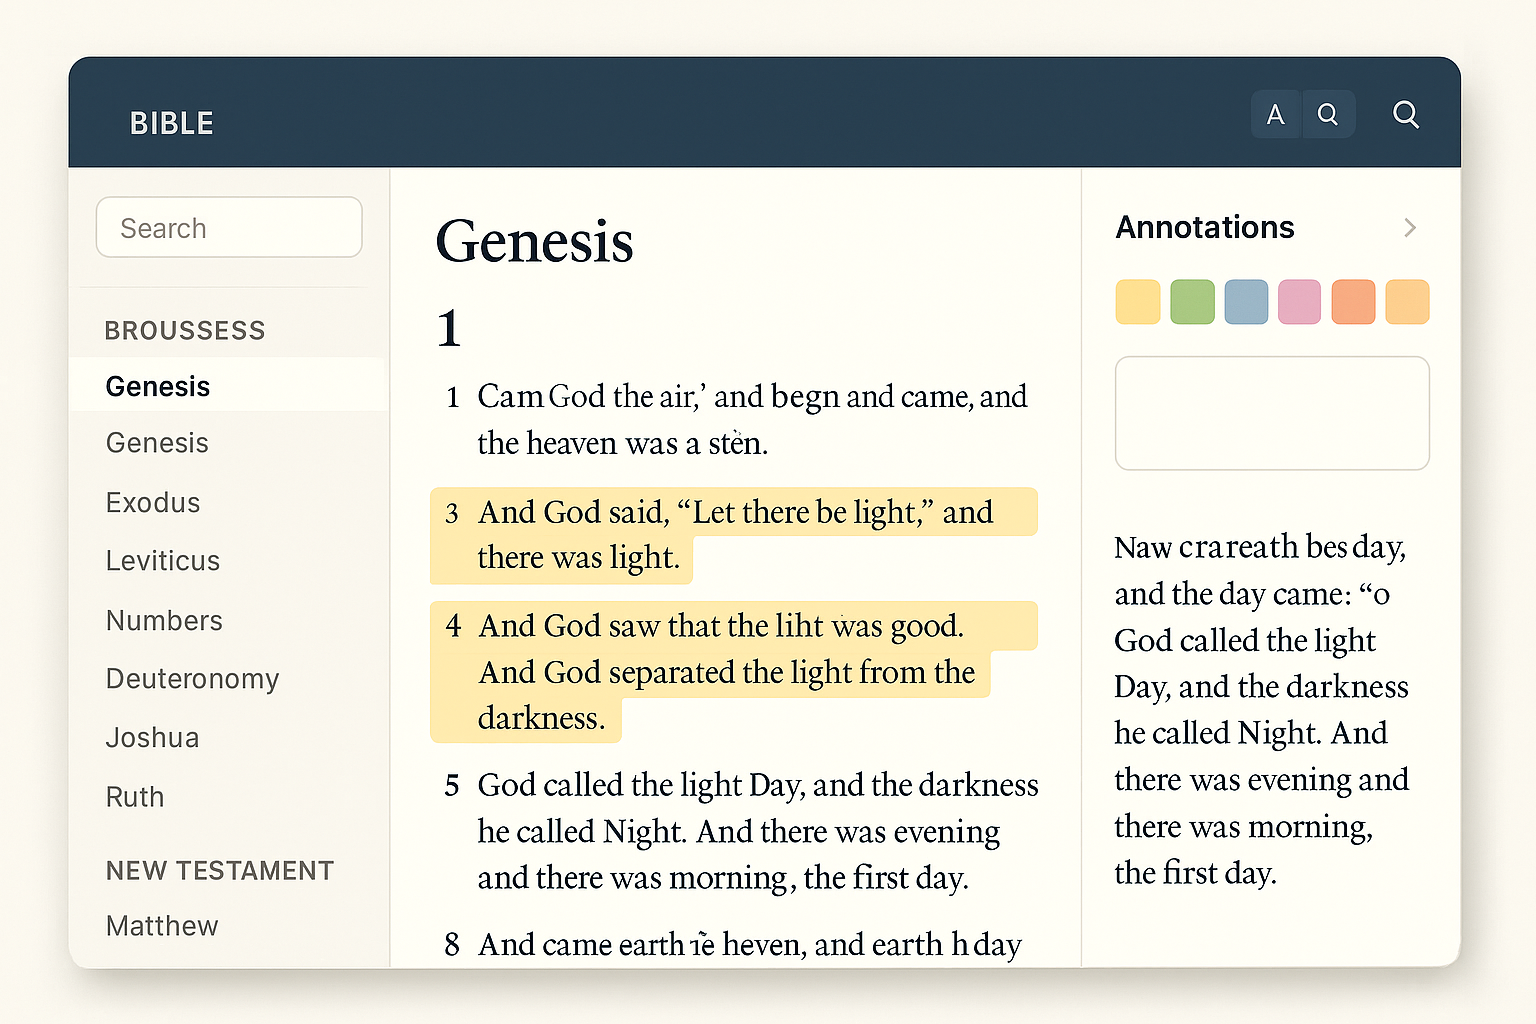 BIBLE
A
Search
BROUSSESS
Genesis
Genesis
Exodus
Leviticus
Numbers
Deuteronomy
Joshua
Ruth
NEW TESTAMENT
Matthew
Genesis
1
1 Cam God the air,’ and begn and came, and
the heaven was a stèn.
3 And God said, “Let there be light,” and
there was light.
4 And God saw that the liht was good.
And God separated the light from the
darkness.
5 God called the light Day, and the darkness
he called Night. And there was evening
and there was morning, the first day.
8 And came earth heven, and earth h day
Annotations
Naw crareath bes day,
and the day came: “o
God called the light
Day, and the darkness
he called Night. And
there was evening and
there was morning,
the first day.